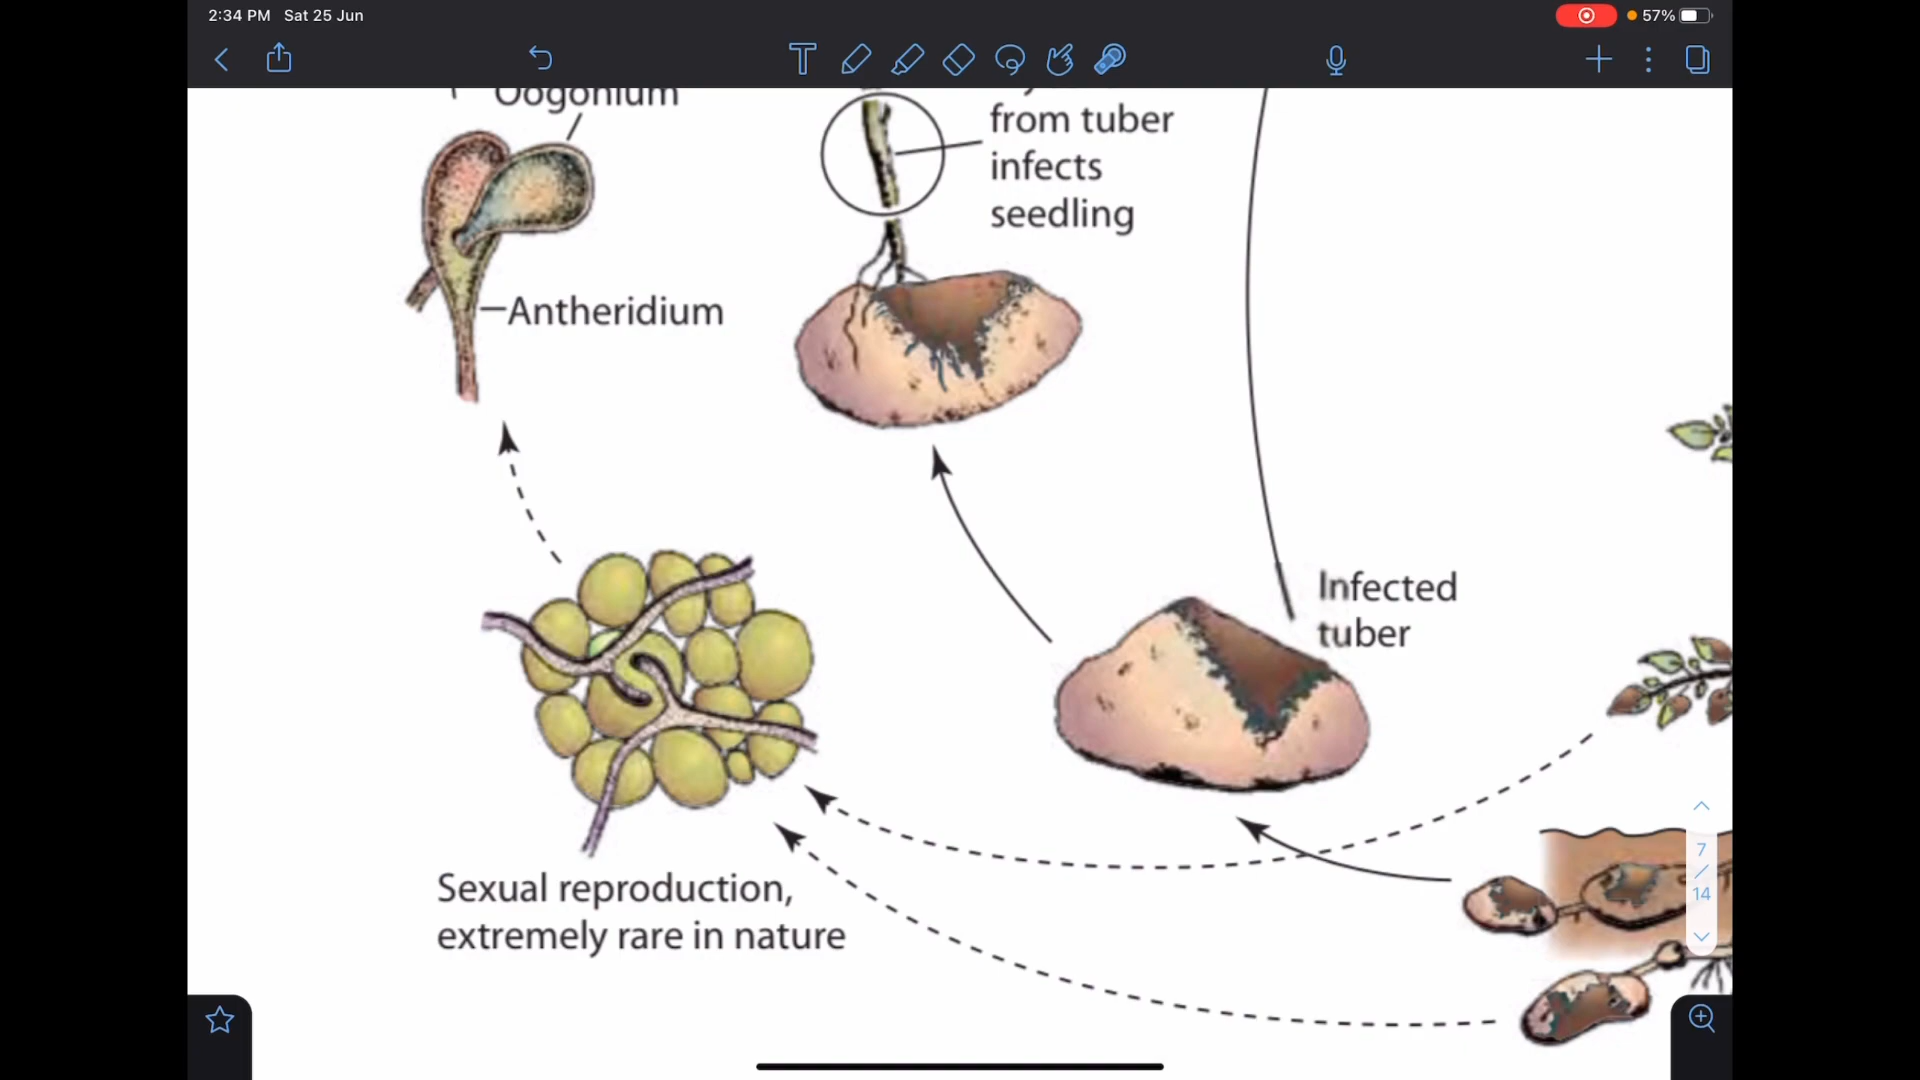 2:34 PM Sat 25 Jun
57%
Oogonium
from tuber
infects
seedling
Antheridium
Infected
tuber
7
/
14
Sexual reproduction,
extremely rare in nature